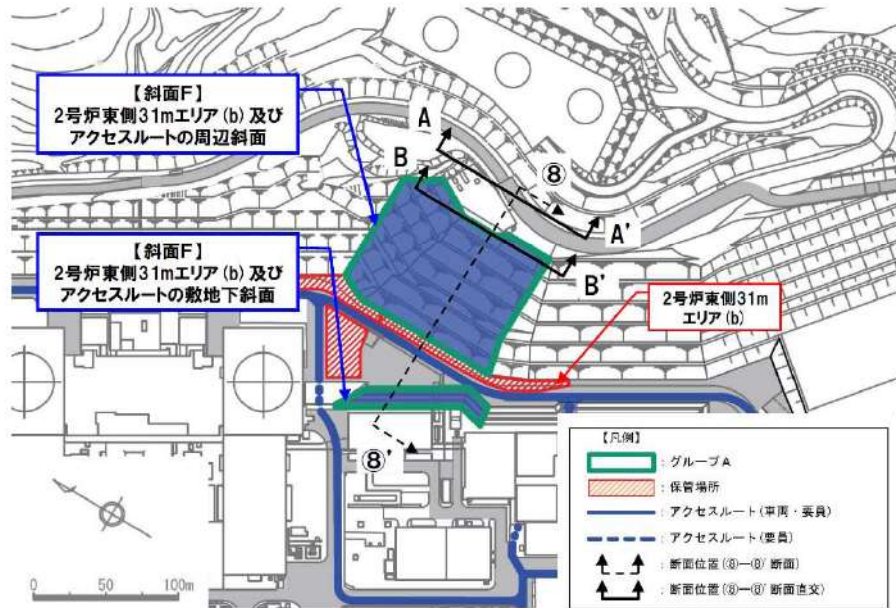 【斜面F】
2号炉東側31mエリア(b)及び
アクセスルートの周辺斜面
A
B
⑧
A'
B'
【斜面F】
2号炉東側31mエリア(b)及び
アクセスルートの敷地下斜面
2号炉東側31m
エリア(b)
⑧'
0 50 100m
【凡例】
:グループA
:保管場所
:アクセスルート(車両・要員)
:アクセスルート(要員)
:断面位置(⑧—⑧'断面)
:断面位置(⑧—⑧'断面直交)